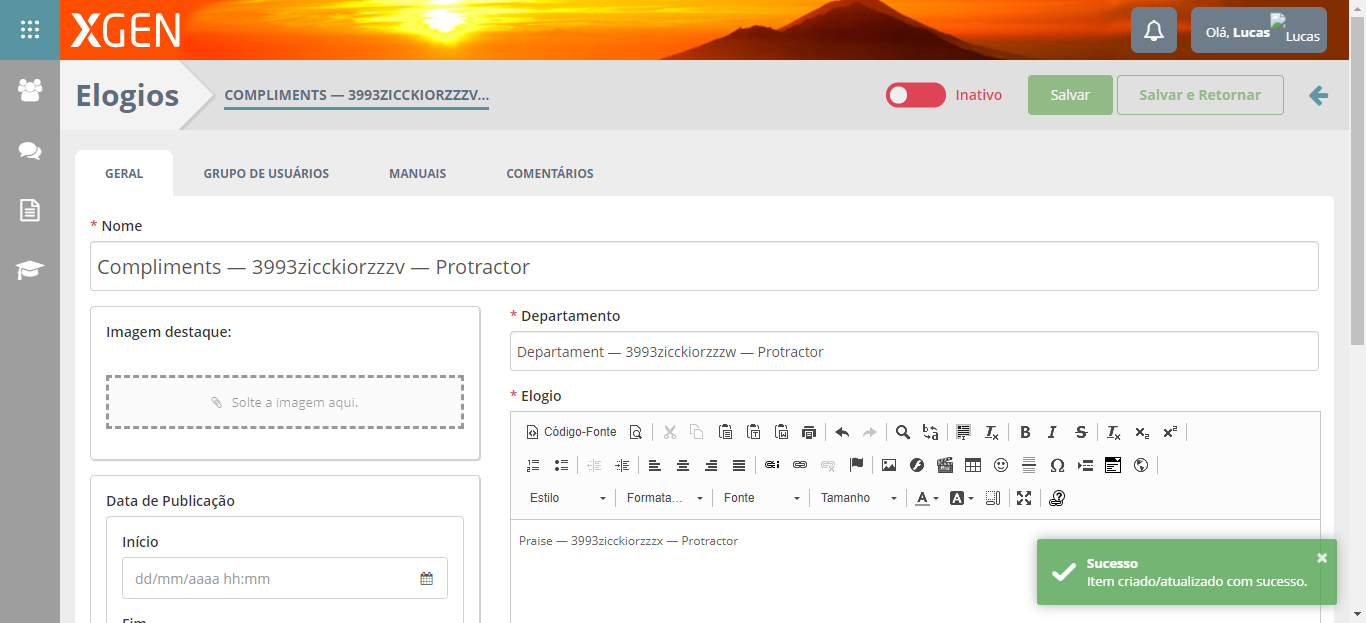 XGEN
Olá, Lucas
Lucas
Elogios
COMPLIMENTS — 3993ZICCKIORZZZV...
Inativo
Salvar
Salvar e Retornar
GERAL
GRUPO DE USUÁRIOS
MANUAIS
COMENTÁRIOS
* Nome
Compliments — 3993zicckiorzzzv — Protractor
Imagem destaque:
Solte a imagem aqui.
Data de Publicação
Início
dd/mm/aaaa hh:mm
Fim
* Departamento
Departament — 3993zicckiorzzzw — Protractor
* Elogio
Código-Fonte
Estilo
Formata...
Fonte
Tamanho
Praise — 3993zicckiorzzzx — Protractor
Sucesso
Item criado/atualizado com sucesso.